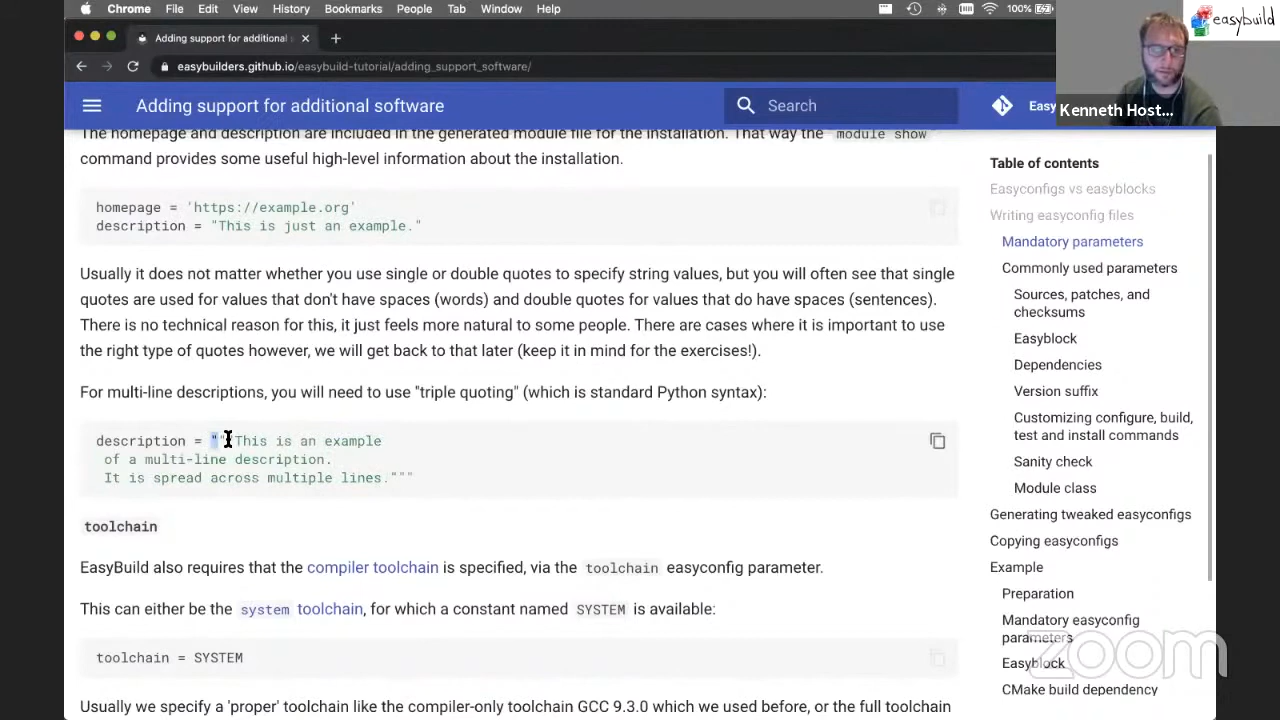 File Edit View History Bookmarks People Tab Window Help 100%
Adding support for additional
easybuilders.github.io/easybuild-tutorial/adding_support_software/
easybuild
Adding support for additional software
Search
Easy
Kenneth Host...
The homepage and description are included in the generated module file for the installation. That way the module show
command provides some useful high-level information about the installation.
homepage = 'https://example.org'
description = "This is just an example."
Usually it does not matter whether you use single or double quotes to specify string values, but you will often see that single
quotes are used for values that don't have spaces (words) and double quotes for values that do have spaces (sentences).
There is no technical reason for this, it just feels more natural to some people. There are cases where it is important to use
the right type of quotes however, we will get back to that later (keep it in mind for the exercises!).
For multi-line descriptions, you will need to use "triple quoting" (which is standard Python syntax):
description = """This is an example
of a multi-line description.
It is spread across multiple lines."""
toolchain
EasyBuild also requires that the compiler toolchain is specified, via the toolchain easyconfig parameter.
This can either be the system toolchain, for which a constant named SYSTEM is available:
toolchain = SYSTEM
Usually we specify a 'proper' toolchain like the compiler-only toolchain GCC 9.3.0 which we used before, or the full toolchain
Table of contents
Easyconfigs vs easyblocks
Writing easyconfig files
Mandatory parameters
Commonly used parameters
Sources, patches, and
checksums
Easyblock
Dependencies
Version suffix
Customizing configure, build,
test and install commands
Sanity check
Module class
Generating tweaked easyconfigs
Copying easyconfigs
Example
Preparation
Mandatory easyconfig
parameters
Easyblock
CMake build dependency
zoom